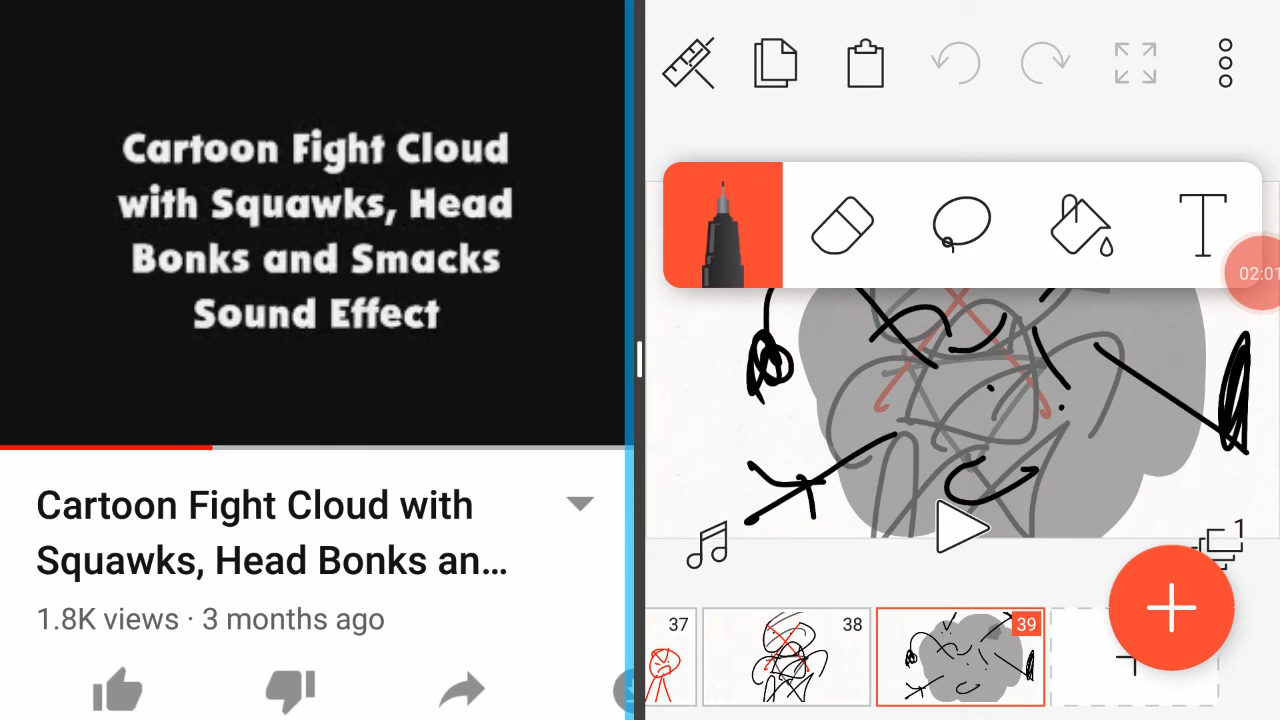 Cartoon Fight Cloud
with Squawks, Head
Bonks and Smacks
Sound Effect
Cartoon Fight Cloud with
Squawks, Head Bonks an...
1.8K views · 3 months ago
T
02:01
1
37
38
39